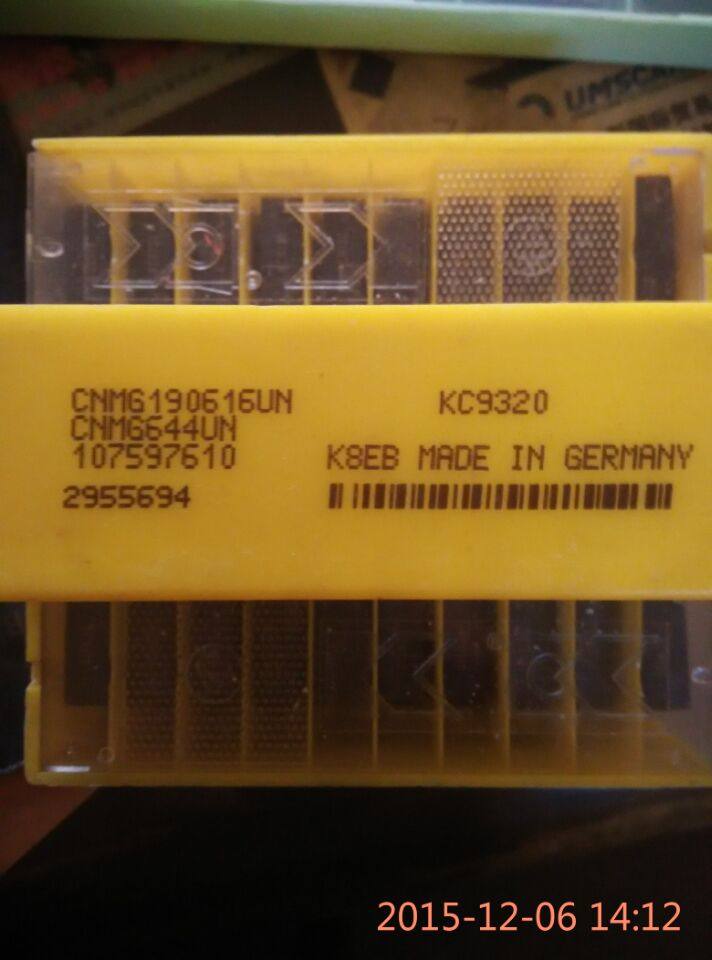 CNMG190616UN KC9320
CNMG644UN
107597610 K8EB MADE IN GERMANY
2955694
2015-12-06 14:12